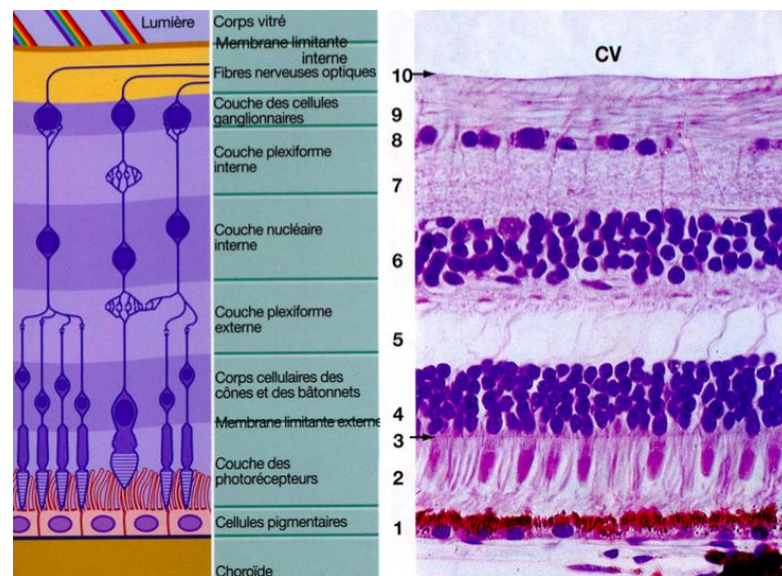 Lumière
Corps vitré
Membrane limitante
interne
Fibres nerveuses optiques
Couche des cellules
ganglionnaires
Couche plexiforme
interne
Couche nucléaire
interne
Couche plexiforme
externe
Corps cellulaires des
cônes et des bâtonnets
Membrane limitante externe
Couche des
photorécepteurs
Cellules pigmentaires
Choroïde
CV
10
9
8
7
6
5
4
3
2
1